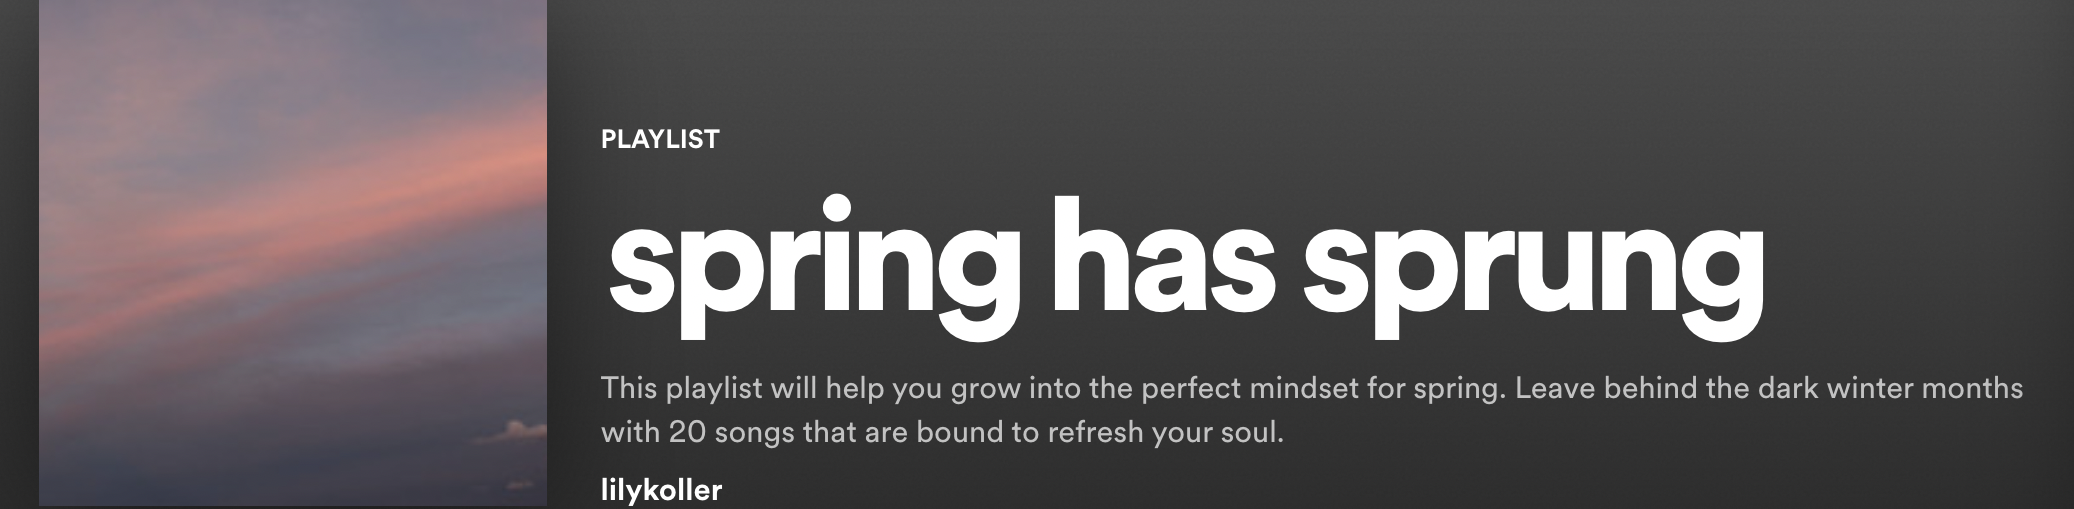 PLAYLIST
spring has sprung
This playlist will help you grow into the perfect mindset for spring. Leave behind the dark winter months
with 20 songs that are bound to refresh your soul.
lilykoller